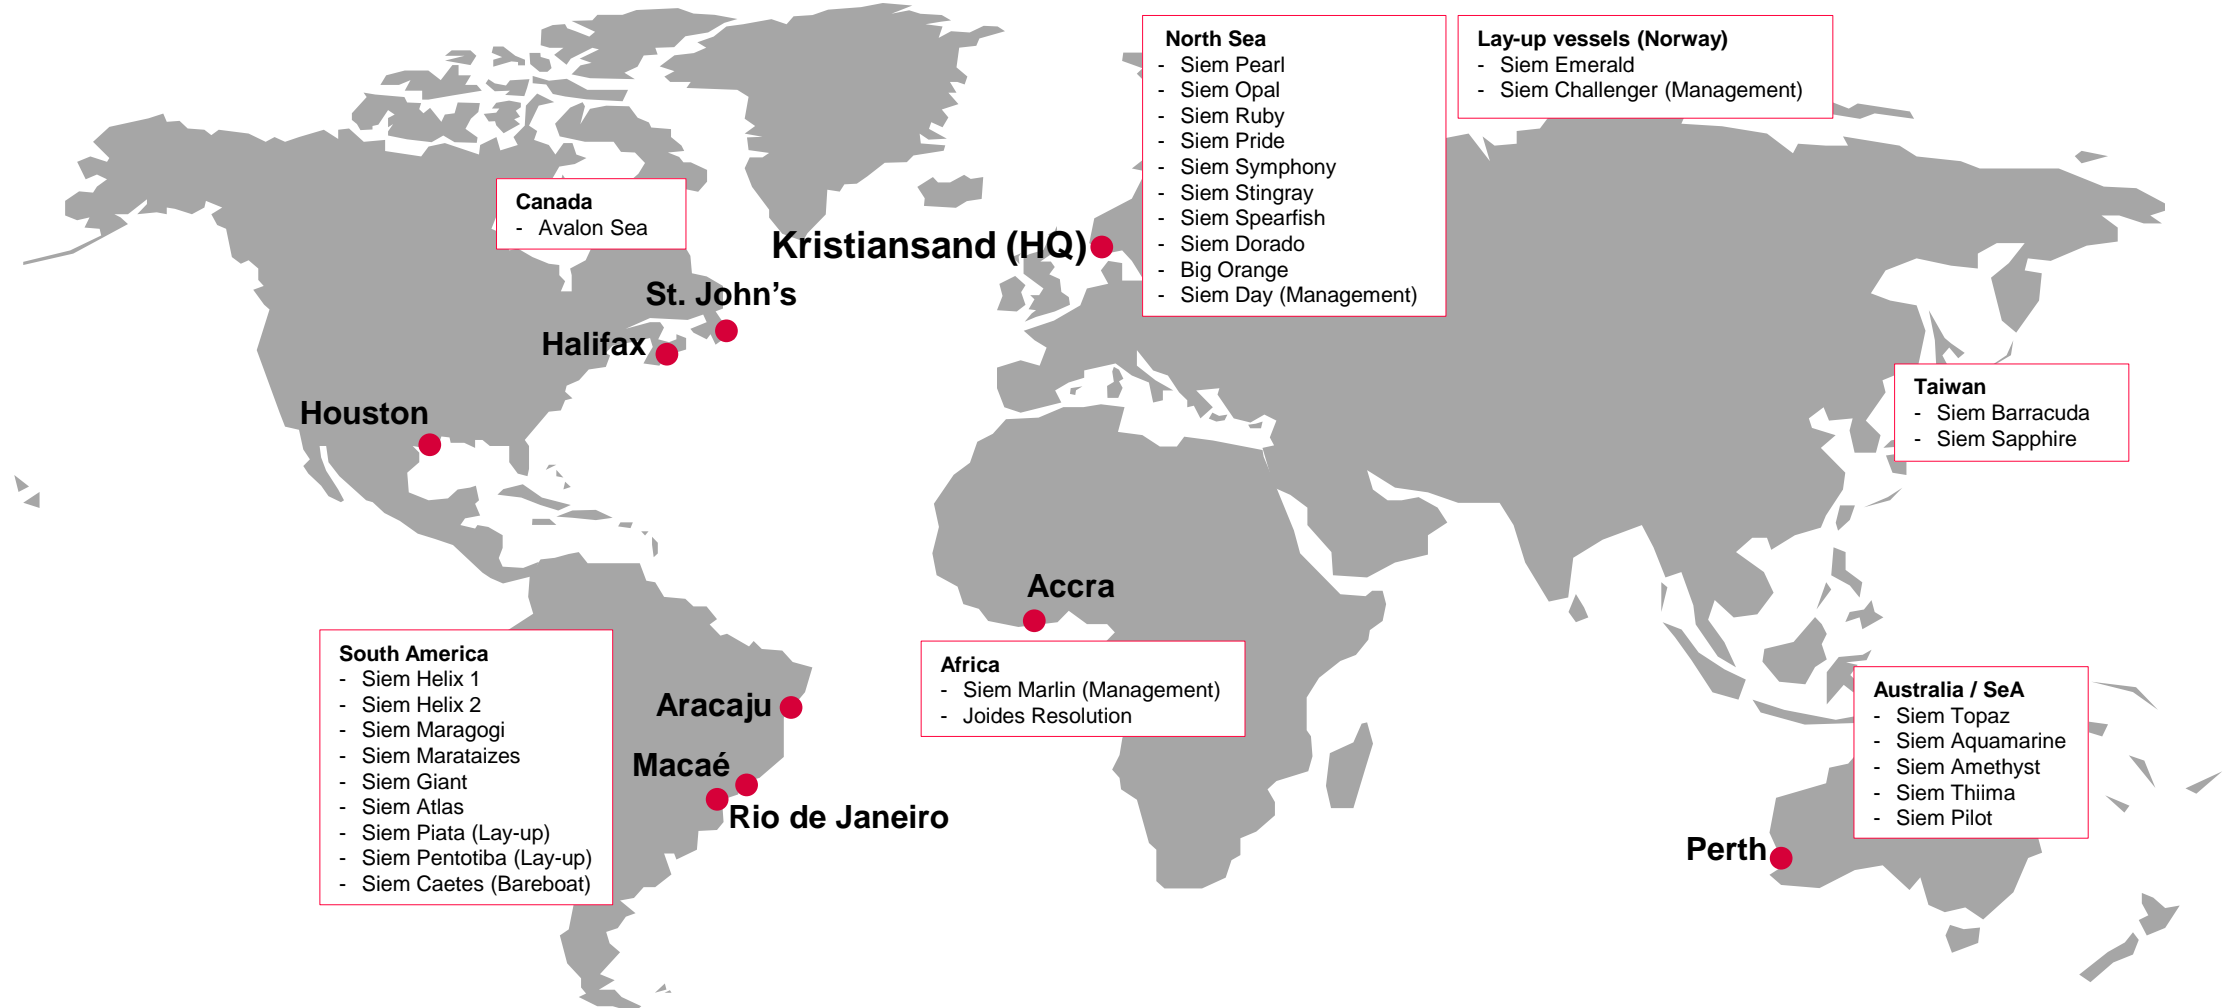 North Sea
- Siem Pearl
- Siem Opal
- Siem Ruby
- Siem Pride
- Siem Symphony
- Siem Stingray
- Siem Spearfish
- Siem Dorado
- Big Orange
- Siem Day (Management)
Lay-up vessels (Norway)
- Siem Emerald
- Siem Challenger (Management)
Canada
- Avalon Sea
Kristiansand (HQ)
St. John’s
Halifax
Houston
Taiwan
- Siem Barracuda
- Siem Sapphire
Accra
Africa
- Siem Marlin (Management)
- Joides Resolution
South America
- Siem Helix 1
- Siem Helix 2
- Siem Maragogi
- Siem Marataizes
- Siem Giant
- Siem Atlas
- Siem Piata (Lay-up)
- Siem Pentotiba (Lay-up)
- Siem Caetes (Bareboat)
Aracaju
Macaé
Rio de Janeiro
Australia / SeA
- Siem Topaz
- Siem Aquamarine
- Siem Amethyst
- Siem Thiima
- Siem Pilot
Perth